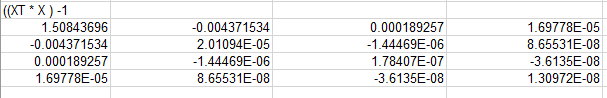 ((XT * X ) -1
1.50843696 -0.004371534 0.000189257 1.69778E-05
-0.004371534 2.01094E-05 -1.44469E-06 8.65531E-08
0.000189257 -1.44469E-06 1.78407E-07 -3.6135E-08
1.69778E-05 8.65531E-08 -3.6135E-08 1.30972E-08